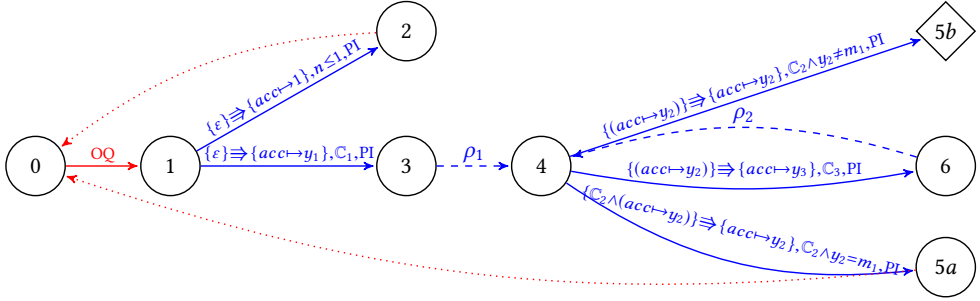 2
5b
{ε}⇛{acc↦1},n≤1,PI
{(acc↦y₂)}⇛{acc↦y₂},ℂ₂∧y₂≠m₁,PI
ρ₂
0
OQ
1
{ε}⇛{acc↦y₁},ℂ₁,PI
3
ρ₁
4
{(acc↦y₂)}⇛{acc↦y₃},ℂ₃,PI
6
{ℂ₂∧(acc↦y₂)}⇛{acc↦y₂},ℂ₂∧y₂=m₁,PI
5a